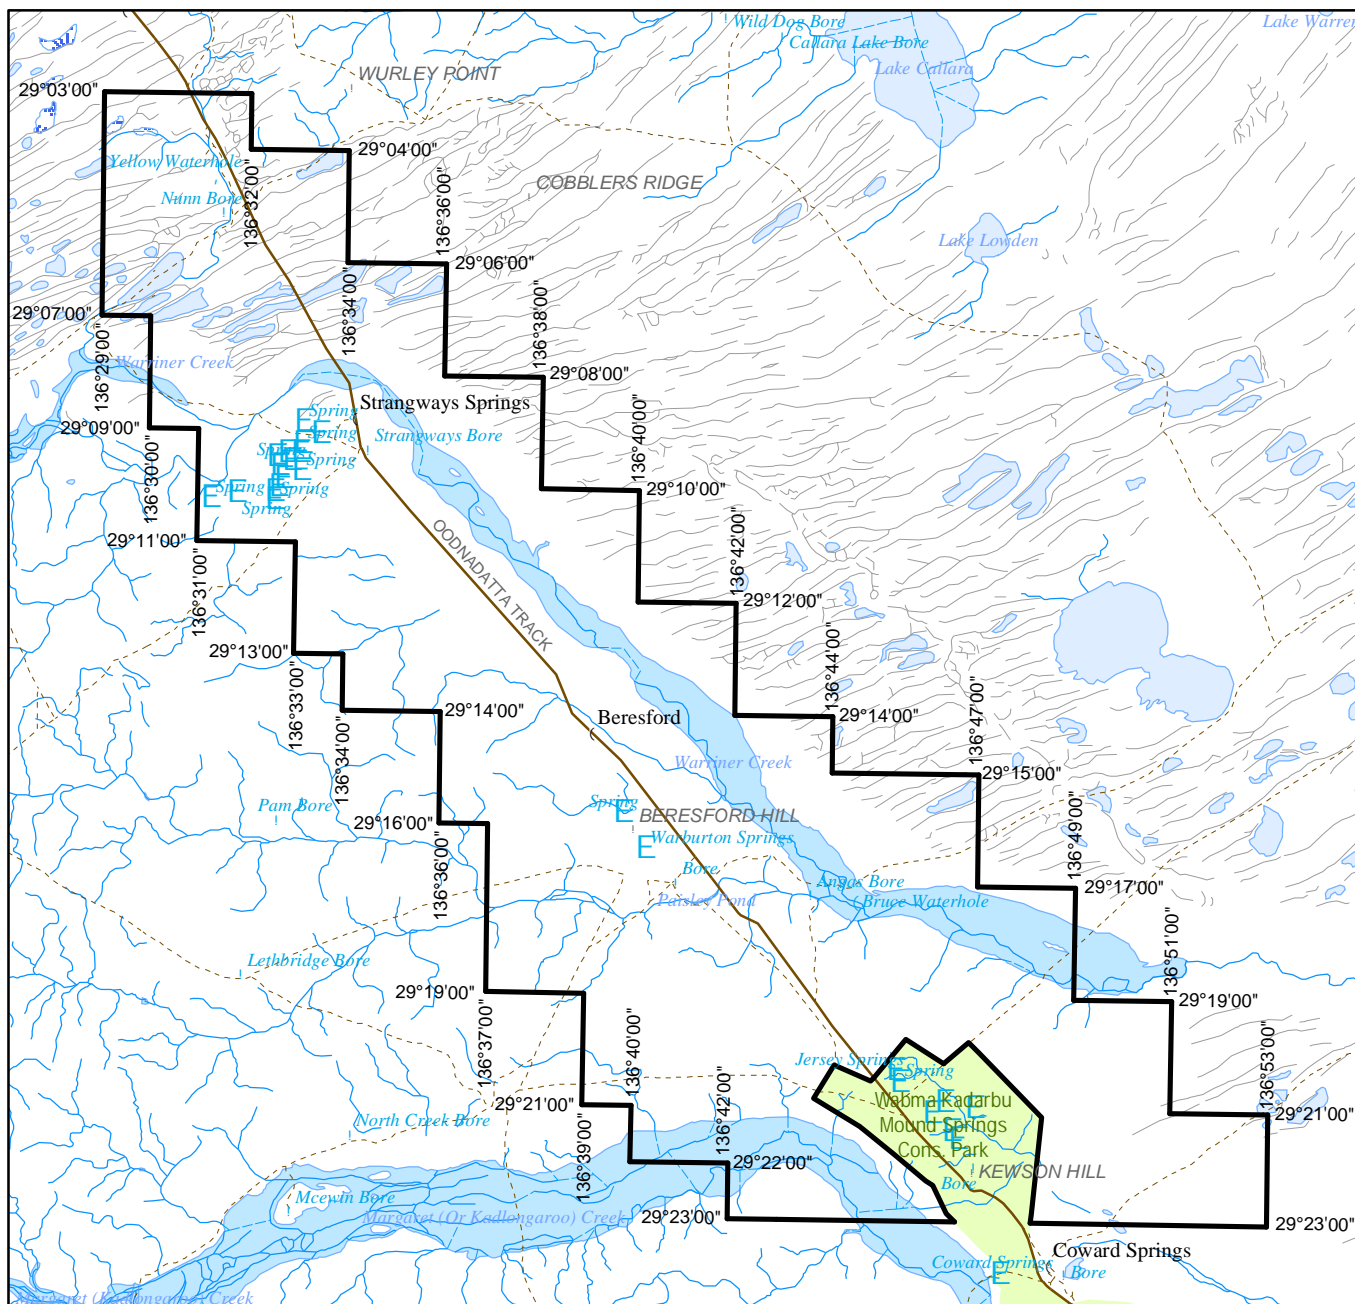 Wild Dog Bore
Lake Warren
Callara Lake Bore
Lake Callara
WURLEY POINT
29°03'00"
29°04'00"
Yellow Waterhole
Nunn Bore
136°32'00"
136°36'00"
COBBLERS RIDGE
Lake Lowden
29°06'00"
136°34'00"
136°38'00"
29°07'00"
136°29'00"
Warriner Creek
29°08'00"
Strangways Springs
Spring
Spring
29°09'00"
Strangways Bore
Spring
Spring
136°40'00"
136°30'00"
Spring
Spring
Spring
29°10'00"
29°11'00"
OODNADATTA TRACK
136°42'00"
136°31'00"
29°12'00"
29°13'00"
136°33'00"
136°44'00"
29°14'00"
Beresford
29°14'00"
136°47'00"
136°34'00"
Warriner Creek
29°15'00"
Pam Bore
Spring
BERESFORD HILL
29°16'00"
Warburton Springs
136°36'00"
136°49'00"
Bore
Angas Bore
29°17'00"
Paisley Pond
Bruce Waterhole
136°51'00"
Lethbridge Bore
29°19'00"
29°19'00"
136°37'00"
136°40'00"
136°53'00"
Jersey Springs
Spring
Wabma Kadarbu
Mound Springs
Cons. Park
29°21'00"
29°21'00"
North Creek Bore
136°39'00"
136°42'00"
29°22'00"
KEWSON HILL
Bore
Mcewin Bore
Margaret (Or Kadlongaroo) Creek
29°23'00"
29°23'00"
Coward Springs
Coward Springs
Bore
Margaret (Kadlongaroo) Creek